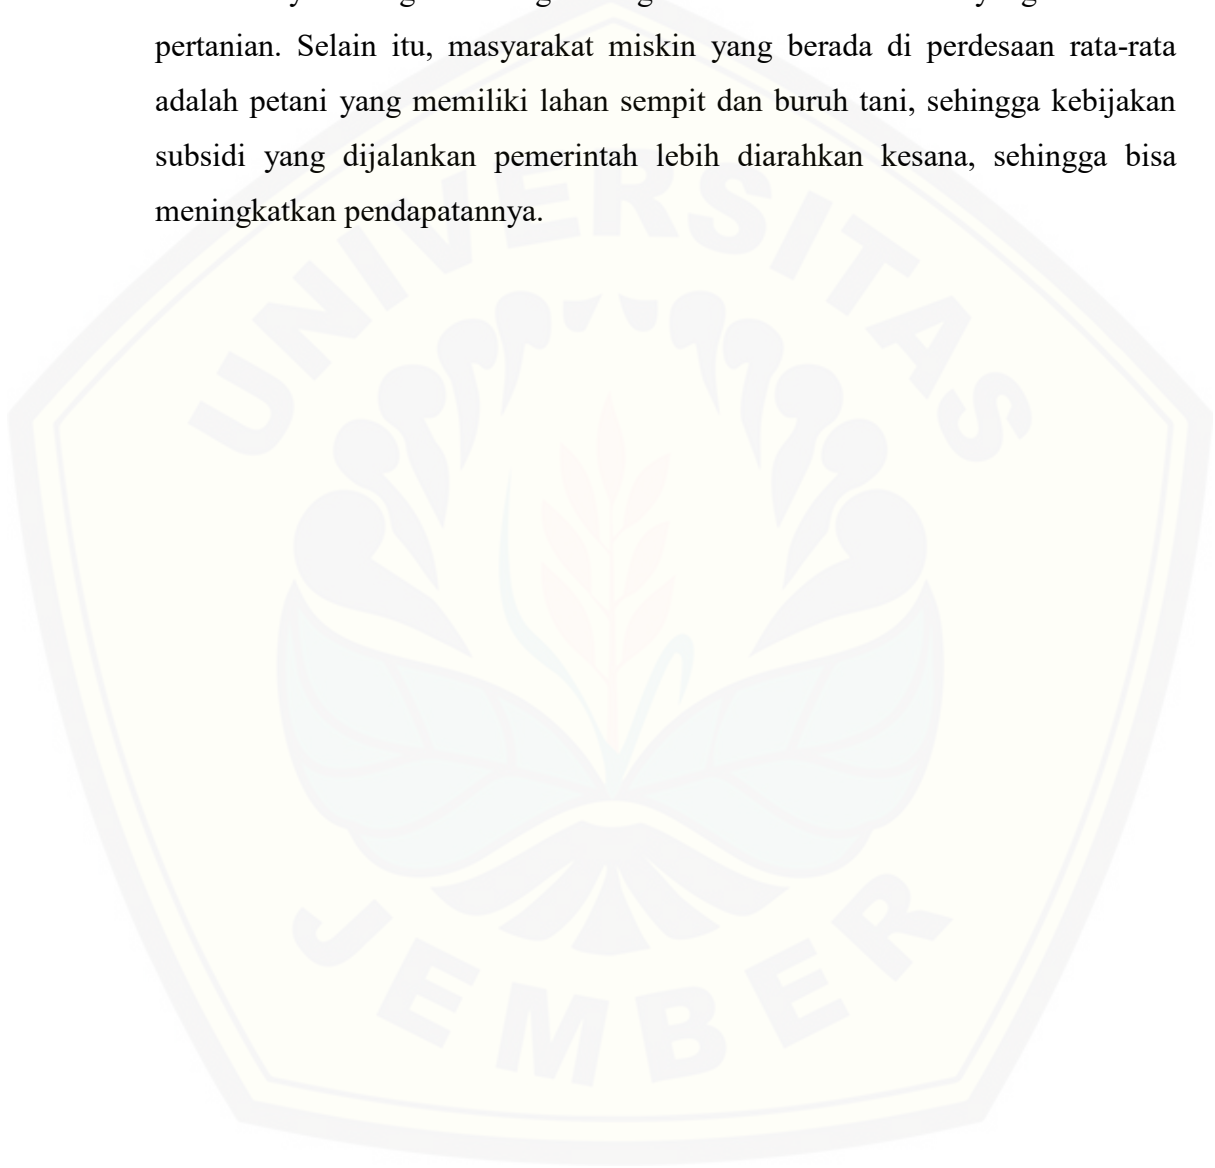 pertanian. Selain itu, masyarakat miskin yang berada di perdesaan rata-rata
adalah petani yang memiliki lahan sempit dan buruh tani, sehingga kebijakan
subsidi yang dijalankan pemerintah lebih diarahkan kesana, sehingga bisa
meningkatkan pendapatannya.
UNIVERSITAS
JEMBER